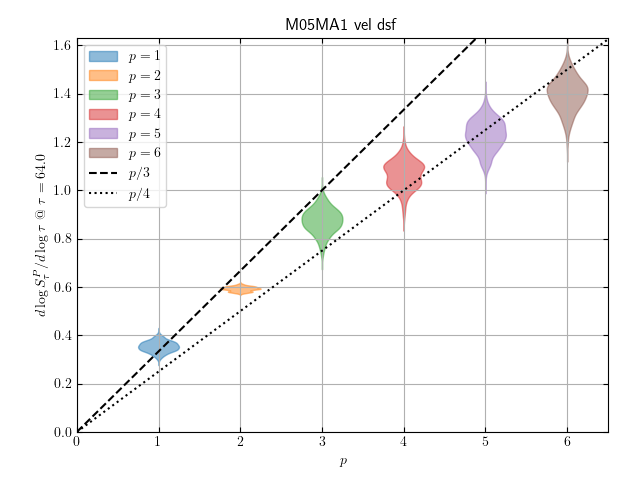 M05MA1 vel dsf
d log S_τ^P / d log τ @ τ = 64.0
1.6
1.4
1.2
1.0
0.8
0.6
0.4
0.2
0.0
p = 1
p = 2
p = 3
p = 4
p = 5
p = 6
p/3
p/4
0 1 2 3 4 5 6
p